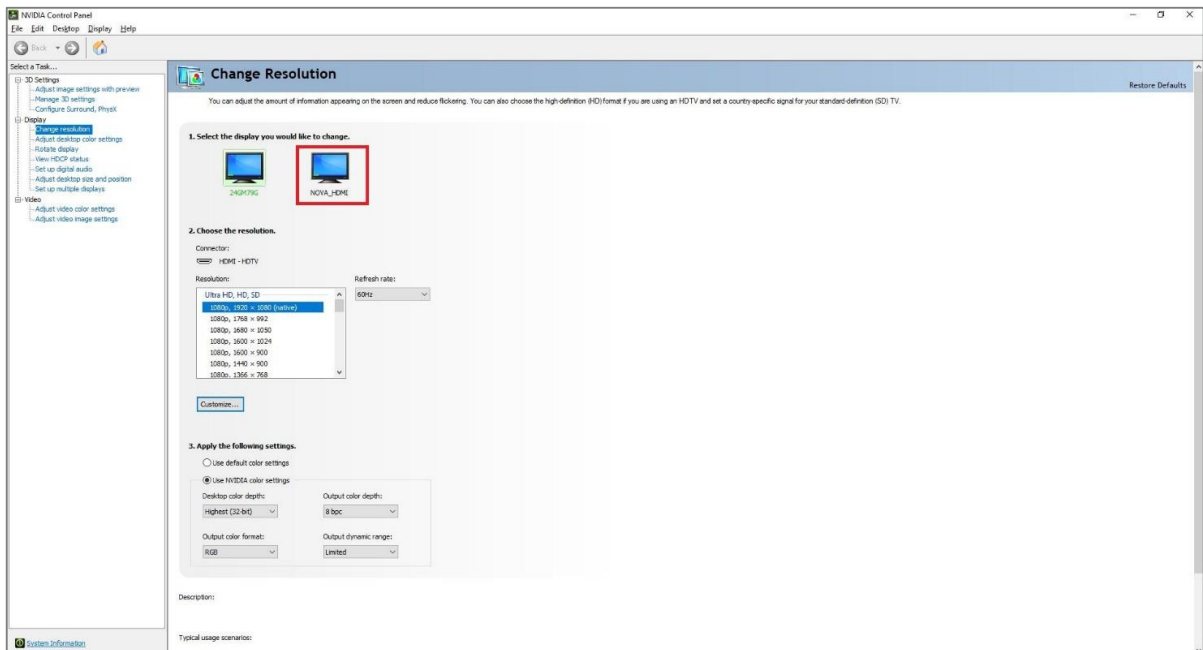 NVIDIA Control Panel
File Edit Desktop Display Help
Back
Select a Task...
3D Settings
Adjust image settings with preview
Manage 3D settings
Configure Surround, PhysX
Display
Change resolution
Adjust desktop color settings
Rotate display
View HDCP status
Set up digital audio
Adjust desktop size and position
Set up multiple displays
Video
Adjust video color settings
Adjust video image settings
System Information
Change Resolution
Restore Defaults
You can adjust the amount of information appearing on the screen and reduce flickering. You can also choose the high-definition (HD) format if you are using an HDTV and set a country-specific signal for your standard-definition (SD) TV.
1. Select the display you would like to change.
24GM79G NOVA_HDMI
2. Choose the resolution.
Connector:
HDMI - HDTV
Resolution: Refresh rate:
Ultra HD, HD, SD 60Hz
1080p, 1920 × 1080 (native)
1080p, 1768 × 992
1080p, 1680 × 1050
1080p, 1600 × 1024
1080p, 1600 × 900
1080p, 1440 × 900
1080p, 1366 × 768
Customize...
3. Apply the following settings.
Use default color settings
Use NVIDIA color settings
Desktop color depth: Output color depth:
Highest (32-bit) 8 bpc
Output color format: Output dynamic range:
RGB Limited
Description:
Typical usage scenarios: